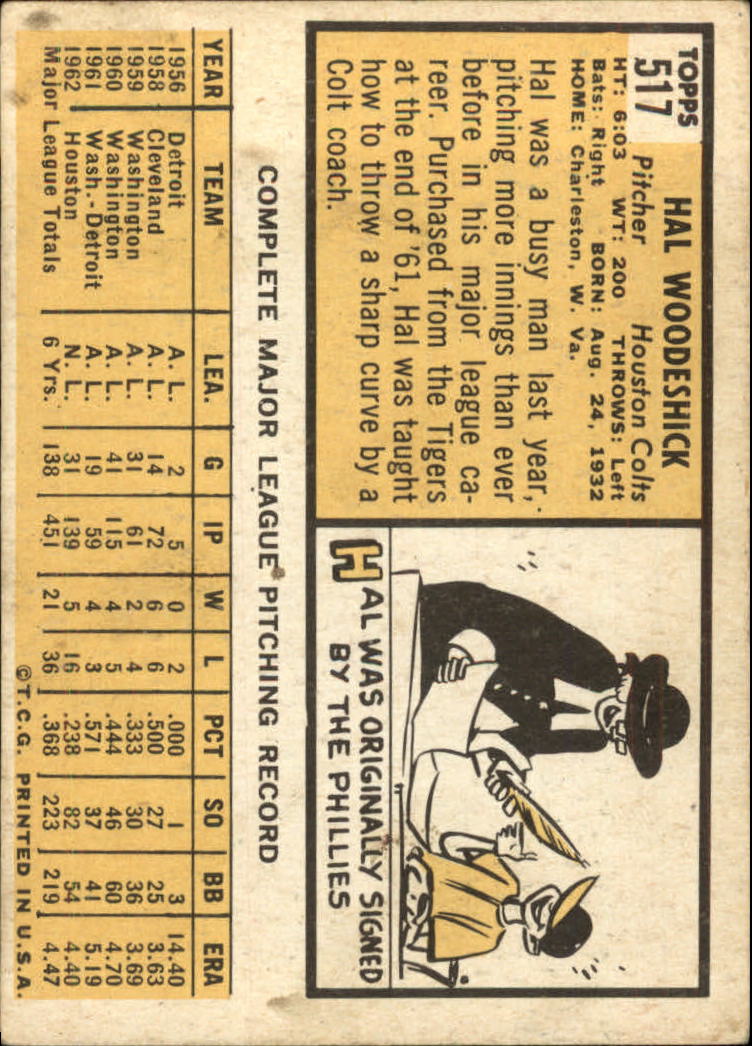 TOPPS
517
HAL WOODESHICK
Pitcher Houston Colts
HT: 6:03 WT: 200 THROWS: Left
Bats: Right BORN: Aug. 24, 1932
HOME: Charleston, W. Va.
Hal was a busy man last year,
pitching more innings than ever
before in his major league ca-
reer. Purchased from the Tigers
at the end of '61, Hal was taught
how to throw a sharp curve by a
Colt coach.
HAL WAS ORIGINALLY SIGNED
BY THE PHILLIES
COMPLETE MAJOR LEAGUE PITCHING RECORD
YEAR TEAM LEA. G IP W L PCT SO BB ERA
1956 Detroit A. L. 2 5 0 2 .000 1 3 14.40
1958 Cleveland A. L. 14 72 6 6 .500 27 25 3.63
1959 Washington A. L. 31 61 2 4 .333 30 36 3.69
1960 Washington A. L. 41 115 4 5 .444 46 60 4.70
1961 Wash.-Detroit A. L. 19 59 4 3 .571 37 41 5.19
1962 Houston N. L. 31 139 5 16 .238 82 54 4.40
Major League Totals 6 Yrs. 138 451 21 36 .368 223 219 4.47
©T.C.G. PRINTED IN U.S.A.